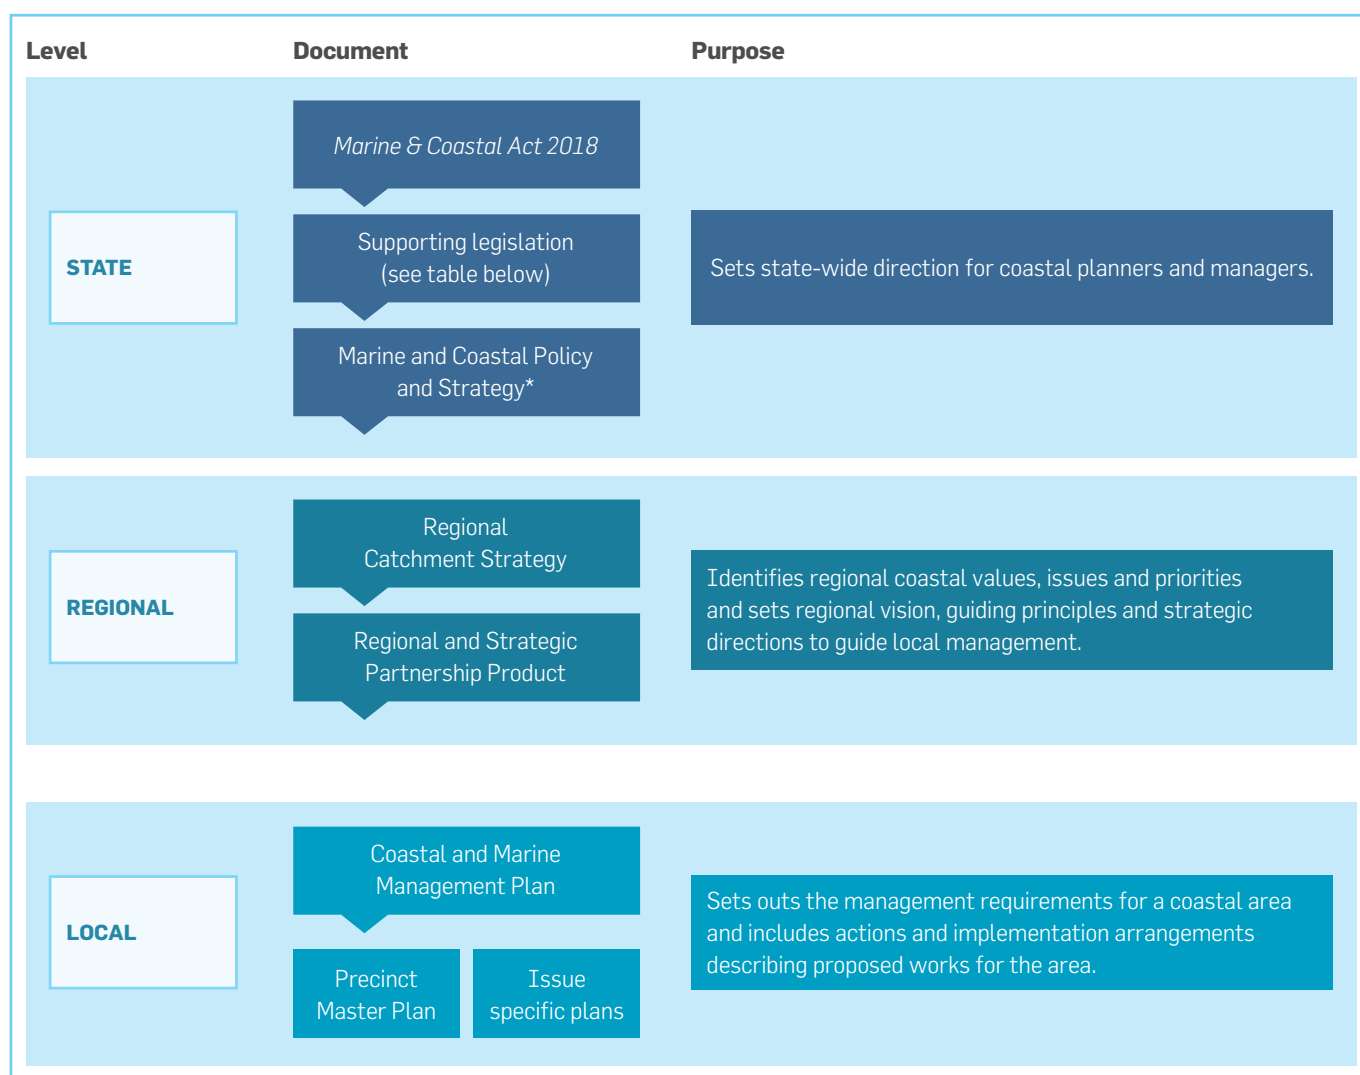 Level
Document
Purpose
STATE
Marine & Coastal Act 2018
Supporting legislation
(see table below)
Marine and Coastal Policy
and Strategy*
Sets state-wide direction for coastal planners and managers.
REGIONAL
Regional
Catchment Strategy
Regional and Strategic
Partnership Product
Identifies regional coastal values, issues and priorities
and sets regional vision, guiding principles and strategic
directions to guide local management.
LOCAL
Coastal and Marine
Management Plan
Precinct
Master Plan
Issue
specific plans
Sets outs the management requirements for a coastal area
and includes actions and implementation arrangements
describing proposed works for the area.